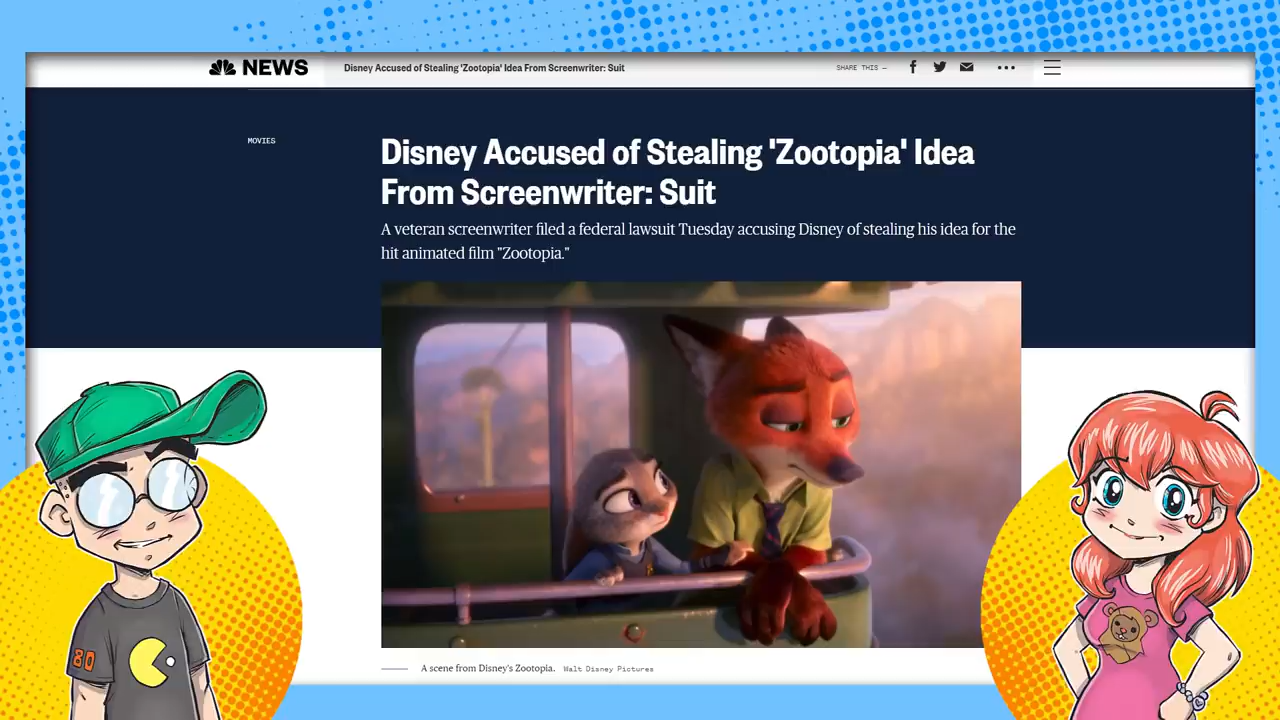 NEWS
Disney Accused of Stealing 'Zootopia' Idea From Screenwriter: Suit
SHARE THIS —
MOVIES
Disney Accused of Stealing 'Zootopia' Idea
From Screenwriter: Suit
A veteran screenwriter filed a federal lawsuit Tuesday accusing Disney of stealing his idea for the
hit animated film "Zootopia."
A scene from Disney's Zootopia. Walt Disney Pictures
80